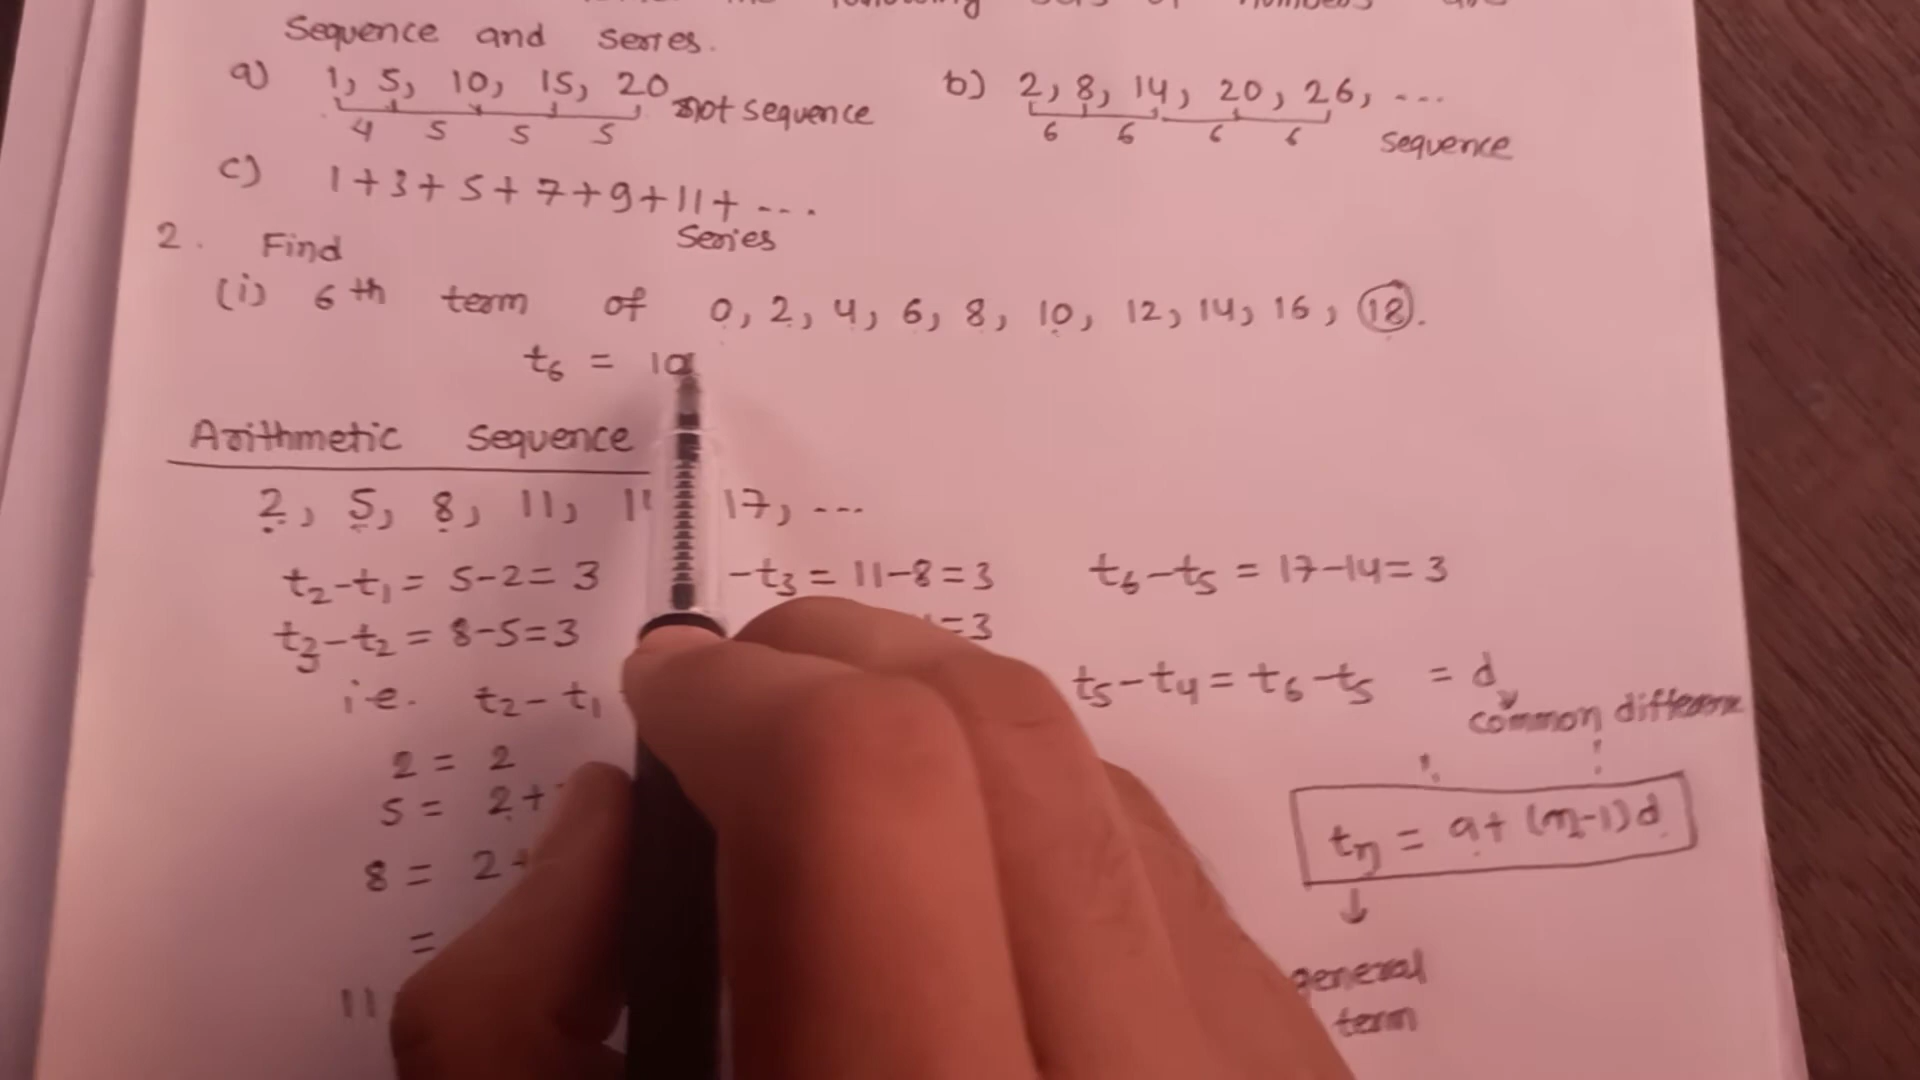 Sequence and series.
a) 1, 5, 10, 15, 20 not sequence
4 5 5 5
b) 2, 8, 14, 20, 26, ...
6 6 6 6 sequence
c) 1+3+5+7+9+11+ ....
series
2. Find
(i) 6th term of 0, 2, 4, 6, 8, 10, 12, 14, 16, 18.
t6 = 10
Arithmetic sequence
2, 5, 8, 11, 17, ...
t2-t1 = 5-2=3 -t3 = 11-8=3 t6-t5 = 17-14=3
t3-t2 = 8-5=3 =3
i.e. t2-t1 t5-t4 = t6-t5 = d
common difference
2 = 2
5 = 2+
8 = 2+
=
11
tn = a+(n-1)d
general
term